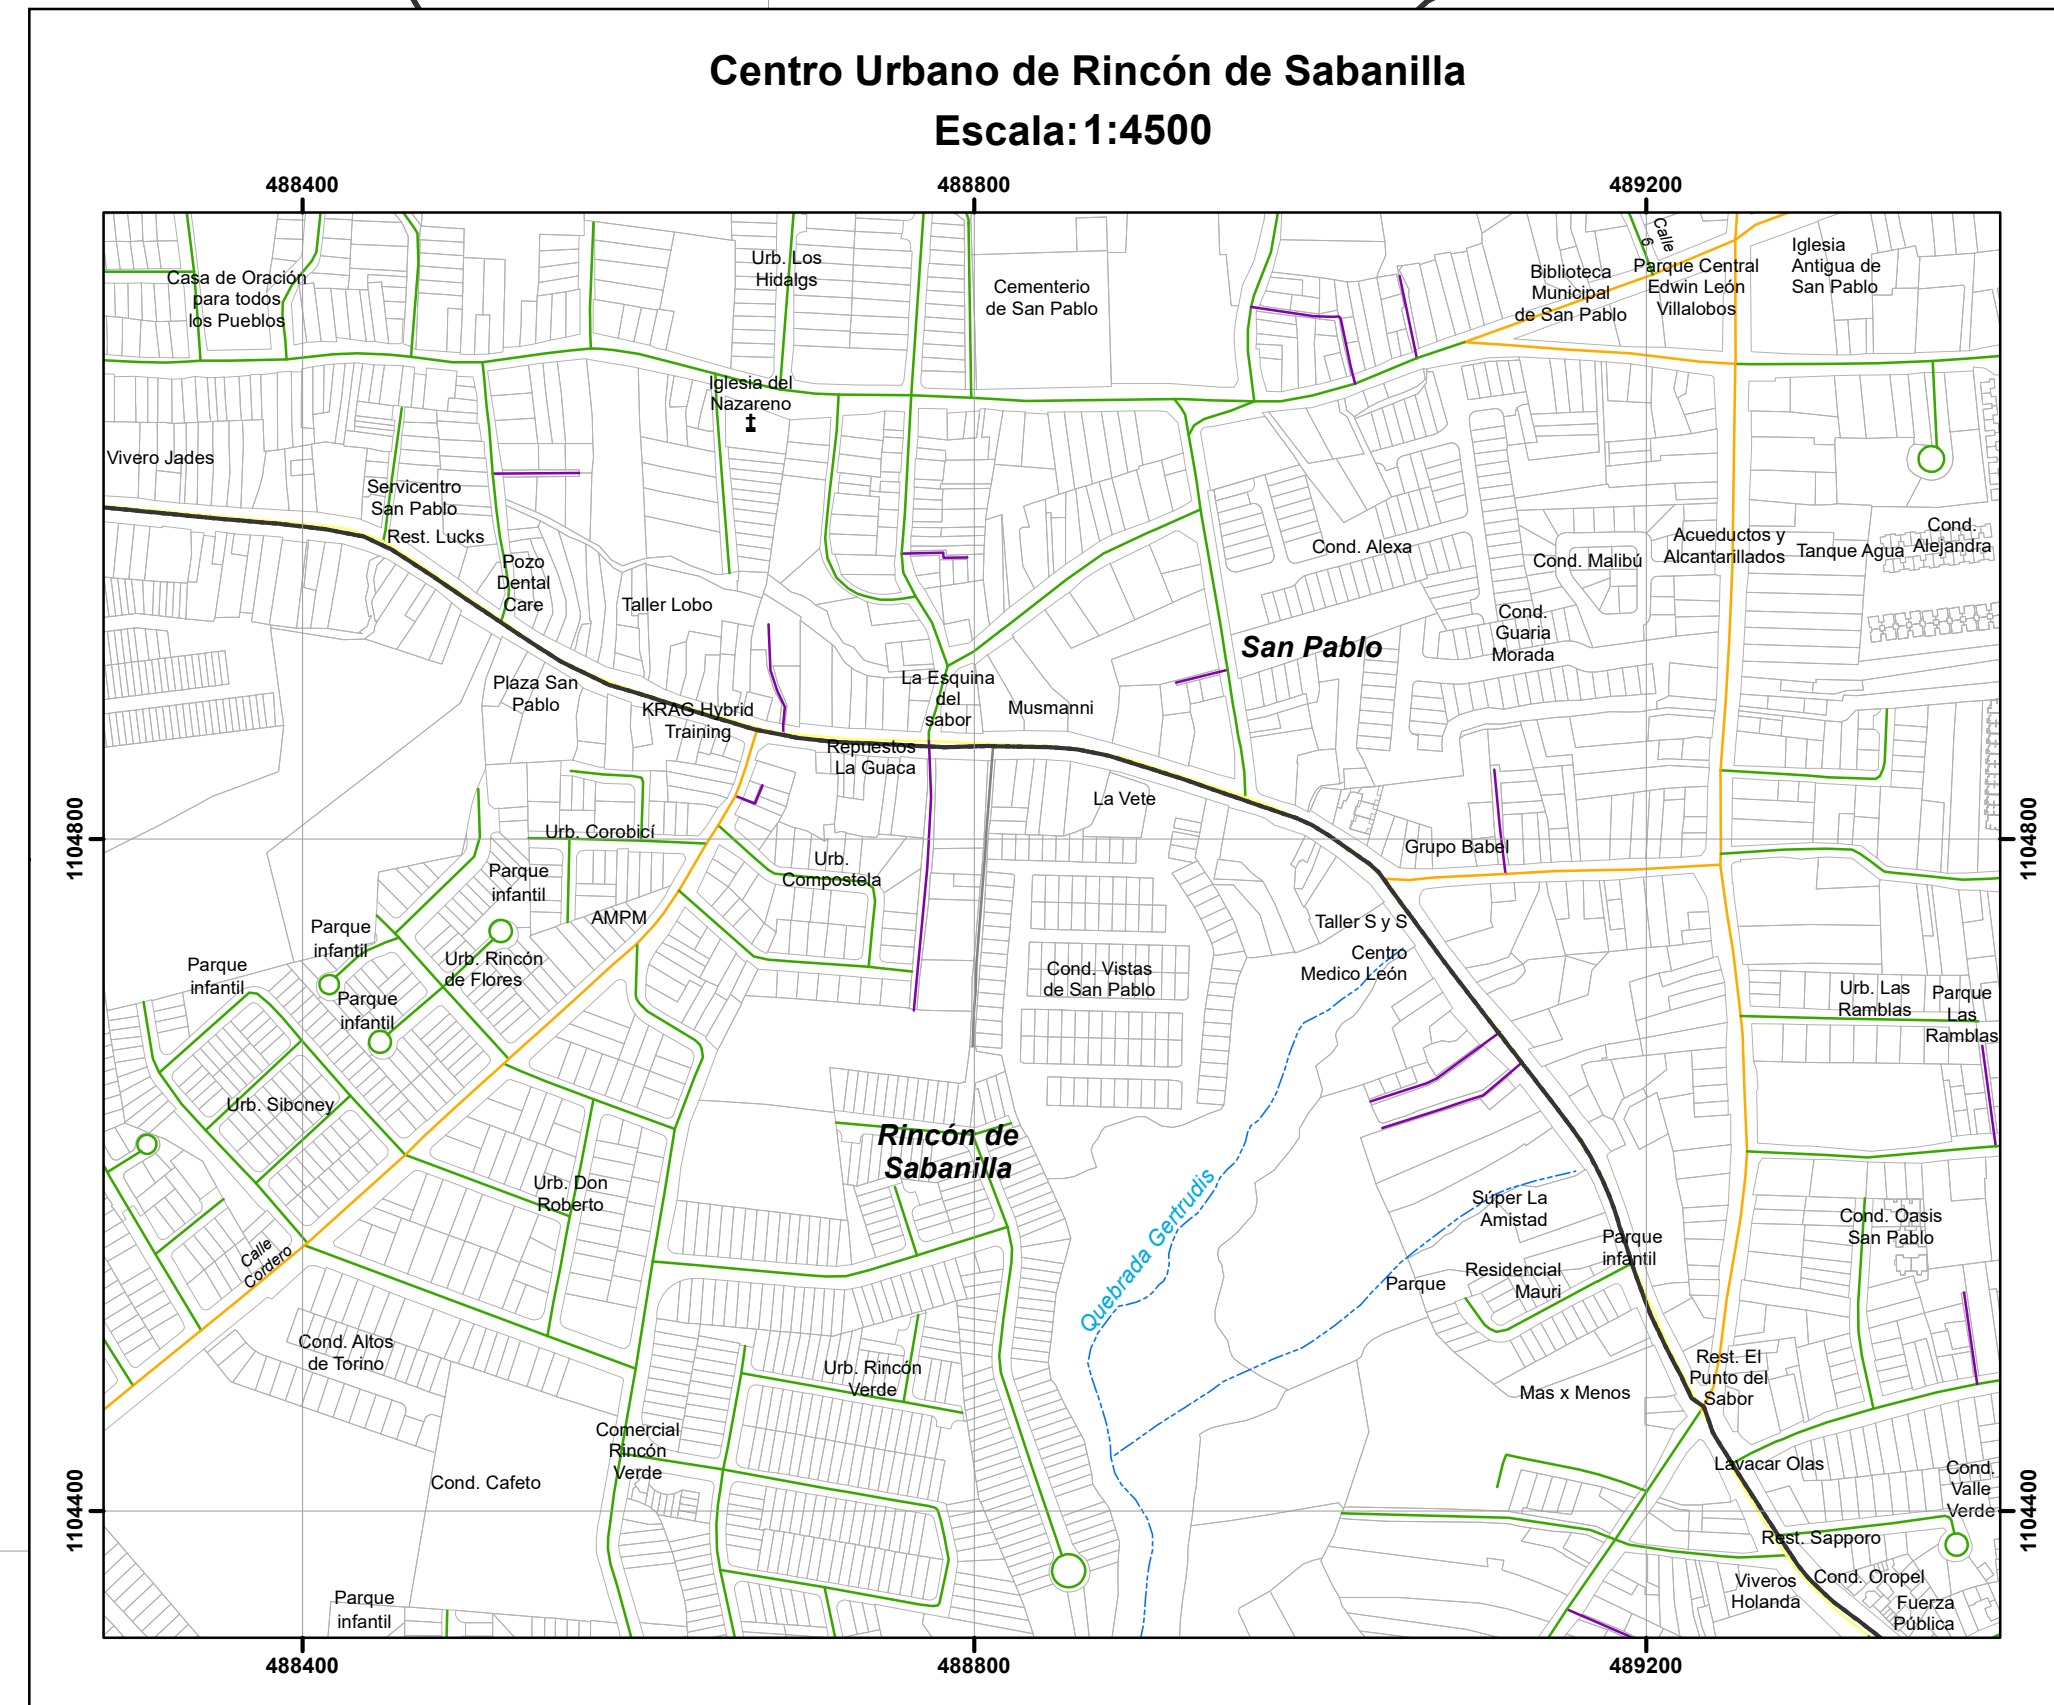 Centro Urbano de Rincón de Sabanilla
Escala:1:4500
488400
488800
489200
Calle
6
Casa de Oración
para todos
los Pueblos
Urb. Los
Hidalgs
Cementerio
de San Pablo
Biblioteca
Municipal
de San Pablo
Parque Central
Edwin León
Villalobos
Iglesia
Antigua de
San Pablo
Iglesia del
Nazareno
Vivero Jades
Servicentro
San Pablo
Rest. Lucks
Pozo
Dental
Care
Taller Lobo
Cond. Alexa
Cond. Malibú
Acueductos y
Alcantarillados
Tanque Agua
Cond.
Alejandra
Cond.
Guaria
Morada
San Pablo
Plaza San
Pablo
KRAG Hybrid
Training
La Esquina
del
sabor
Musmanni
Repuestos
La Guaca
La Vete
1104800
1104800
Urb. Corobicí
Grupo Babel
Parque
infantil
Urb.
Compostela
AMPM
Taller S y S
Parque
infantil
Centro
Medico León
Urb. Rincón
de Flores
Parque
infantil
Cond. Vistas
de San Pablo
Parque
infantil
Urb. Las
Ramblas
Parque
Las
Ramblas
Urb. Siboney
Rincón de
Sabanilla
Urb. Don
Roberto
Quebrada Gertrudis
Súper La
Amistad
Cond. Oasis
San Pablo
Calle
Cordero
Parque
infantil
Parque
Residencial
Mauri
Cond. Altos
de Torino
Urb. Rincón
Verde
Rest. El
Punto del
Sabor
Mas x Menos
Comercial
Rincón
Verde
Cond. Cafeto
Lavacar Olas
Cond.
Valle
Verde
1104400
1104400
Rest. Sapporo
Viveros
Holanda
Cond. Oropel
Parque
infantil
Fuerza
Pública
488400
488800
489200